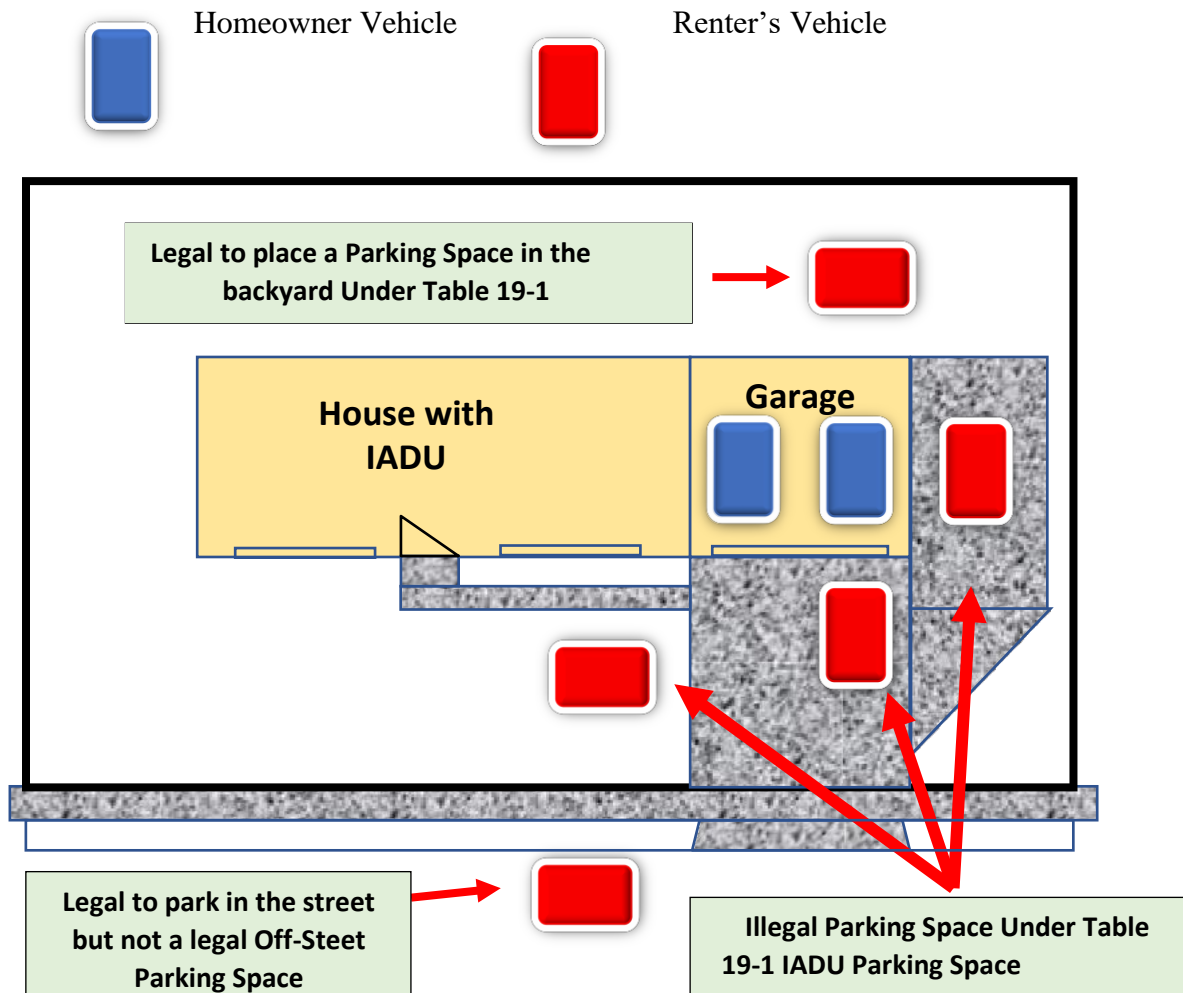 Homeowner Vehicle
Renter’s Vehicle
Legal to place a Parking Space in the
backyard Under Table 19-1
House with
IADU
Garage
Legal to park in the street
but not a legal Off-Steet
Parking Space
Illegal Parking Space Under Table
19-1 IADU Parking Space